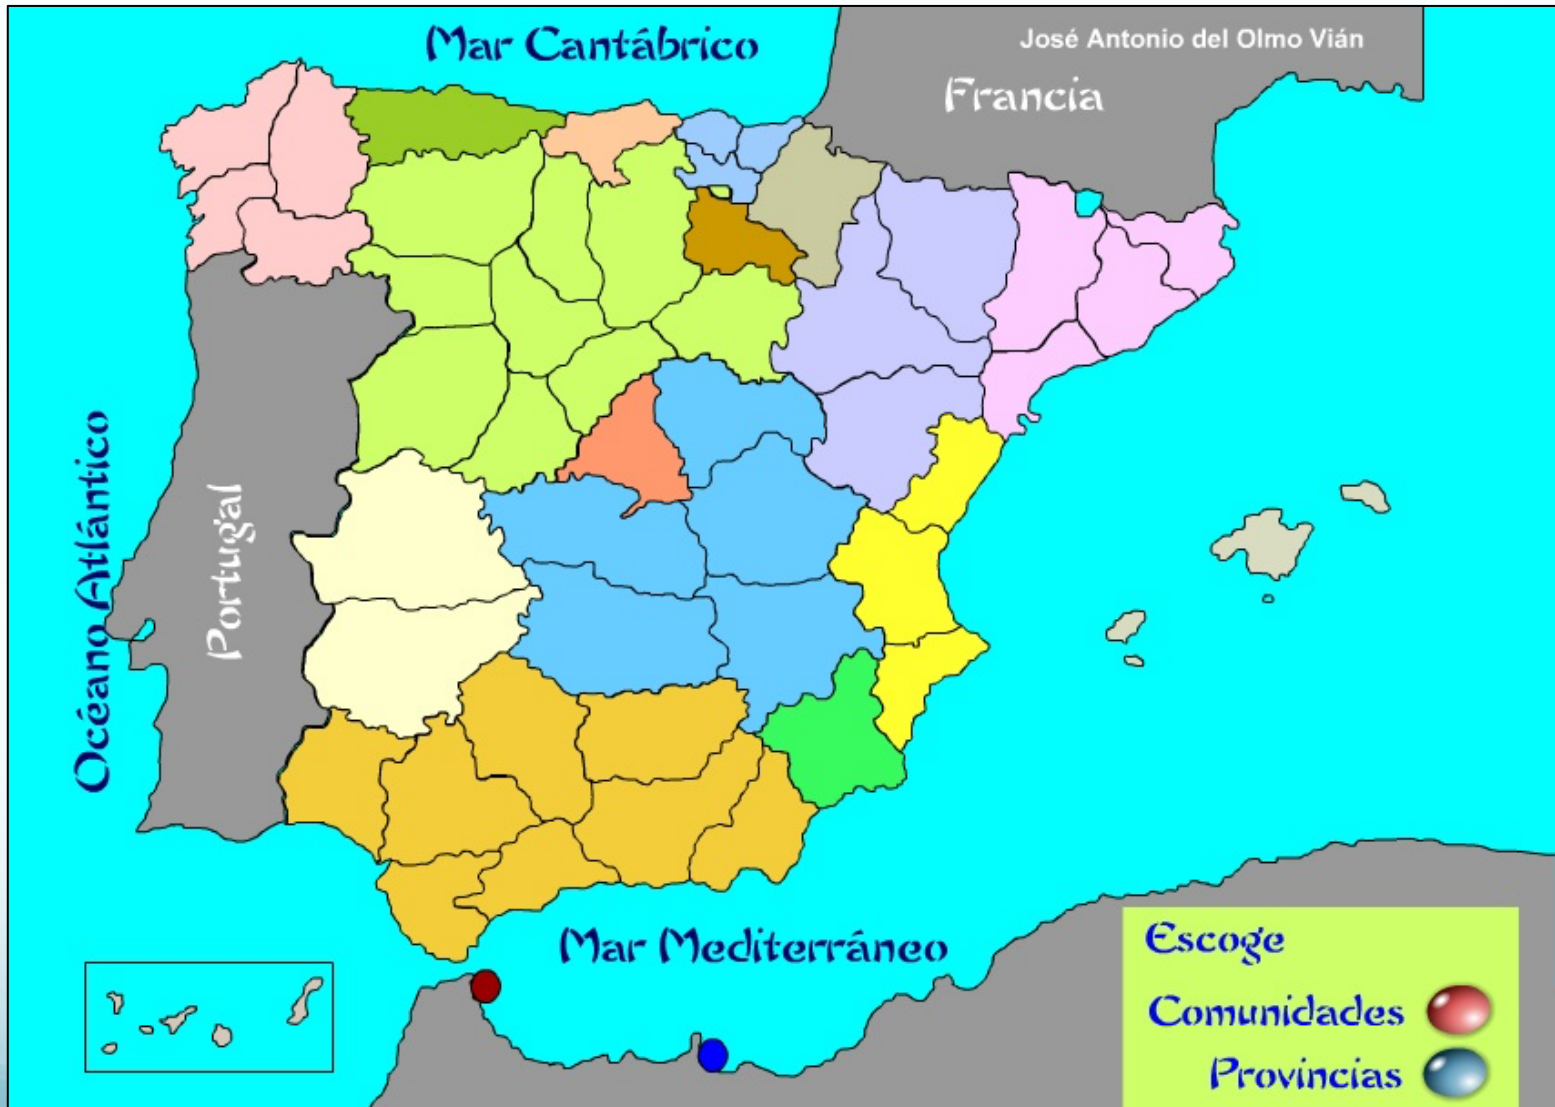 Mar Cantábrico
José Antonio del Olmo Vián
Francia
Océano Atlántico
Portugal
Mar Mediterráneo
Escoge
Comunidades
Provincias